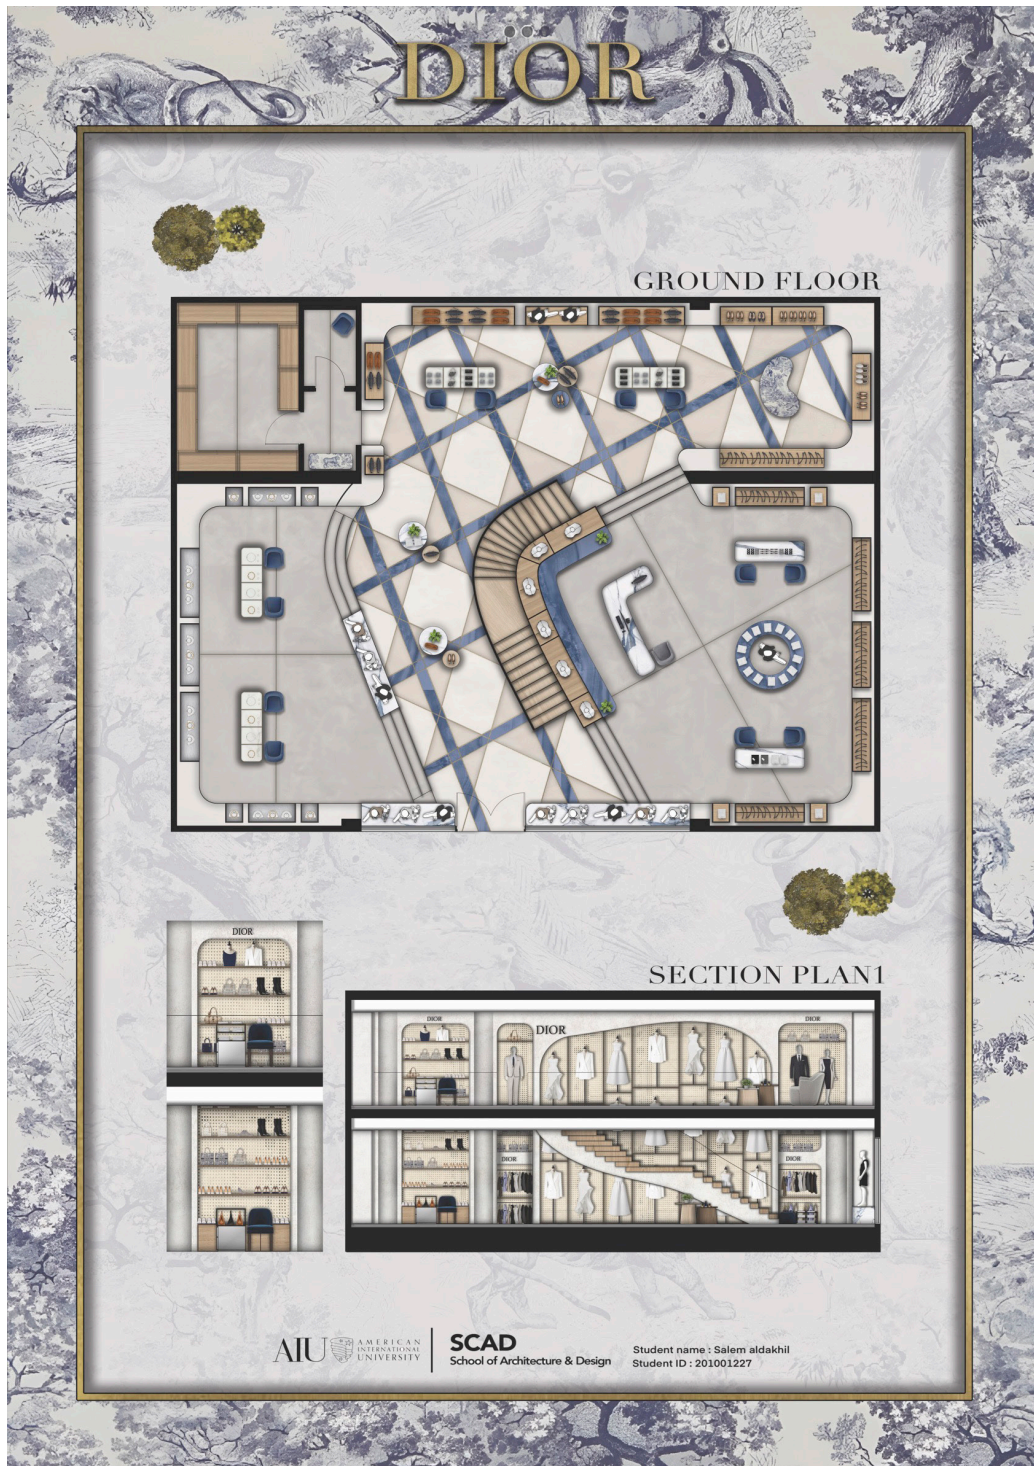 DÏOR
GROUND FLOOR
SECTION PLAN1
DIOR
DIOR
DIOR
DIOR
DIOR
DIOR
AIU
AMERICAN
INTERNATIONAL
UNIVERSITY
SCAD
School of Architecture & Design
Student name : Salem aldakhil
Student ID : 201001227